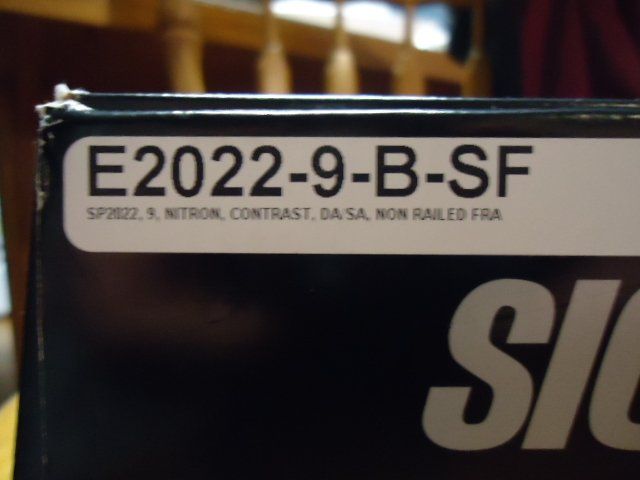 E2022-9-B-SF
SP2022, 9, NITRON, CONTRAST, DA/SA, NON RAILED FRA
SIG